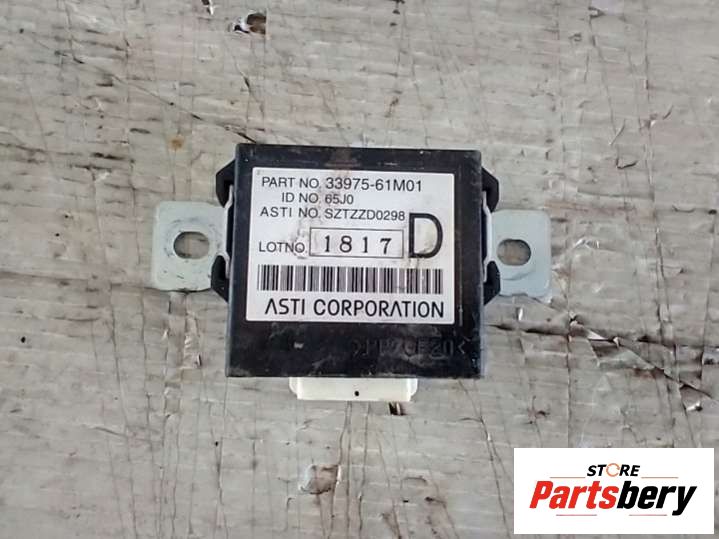 PART NO. 33975-61M01
ID NO. 65J0
ASTI NO. SZTZZD0298
D
LOTNO. 1817
ASTI CORPORATION
STORE
Partsbery